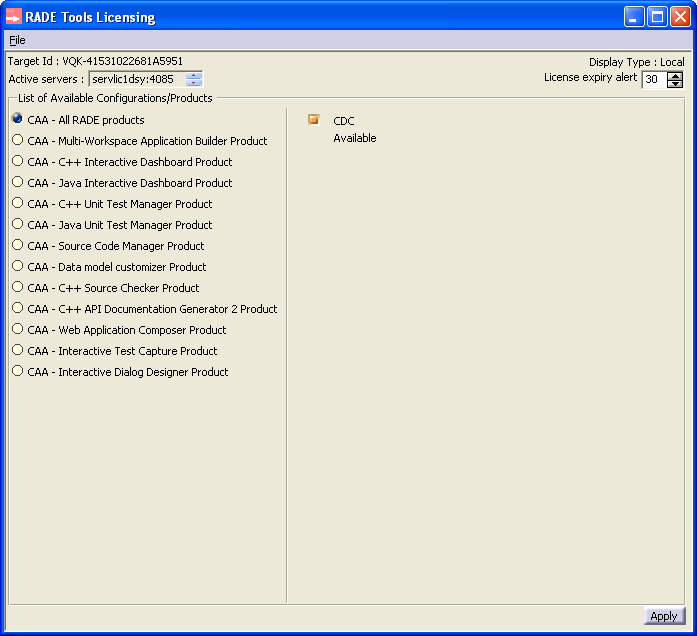 RADE Tools Licensing
File
Target Id : VQK-41531022681A5951
Display Type : Local
Active servers : servlic1dsy:4085
License expiry alert 30
List of Available Configurations/Products
CAA - All RADE products
CAA - Multi-Workspace Application Builder Product
CAA - C++ Interactive Dashboard Product
CAA - Java Interactive Dashboard Product
CAA - C++ Unit Test Manager Product
CAA - Java Unit Test Manager Product
CAA - Source Code Manager Product
CAA - Data model customizer Product
CAA - C++ Source Checker Product
CAA - C++ API Documentation Generator 2 Product
CAA - Web Application Composer Product
CAA - Interactive Test Capture Product
CAA - Interactive Dialog Designer Product
CDC
Available
Apply